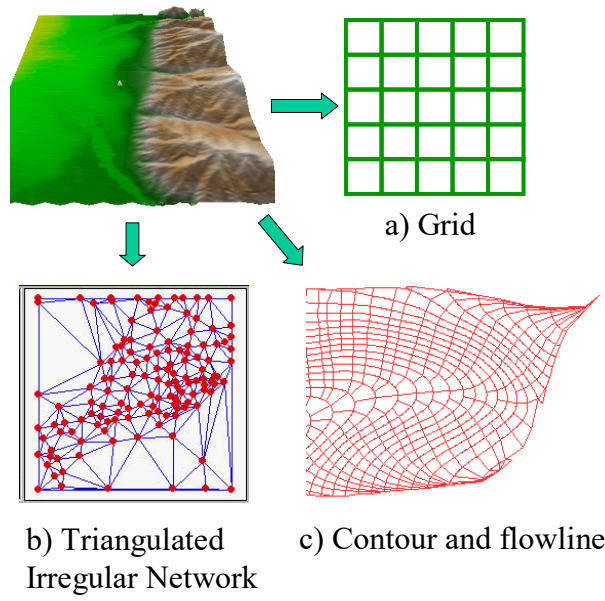 a) Grid
b) Triangulated
Irregular Network
c) Contour and flowline